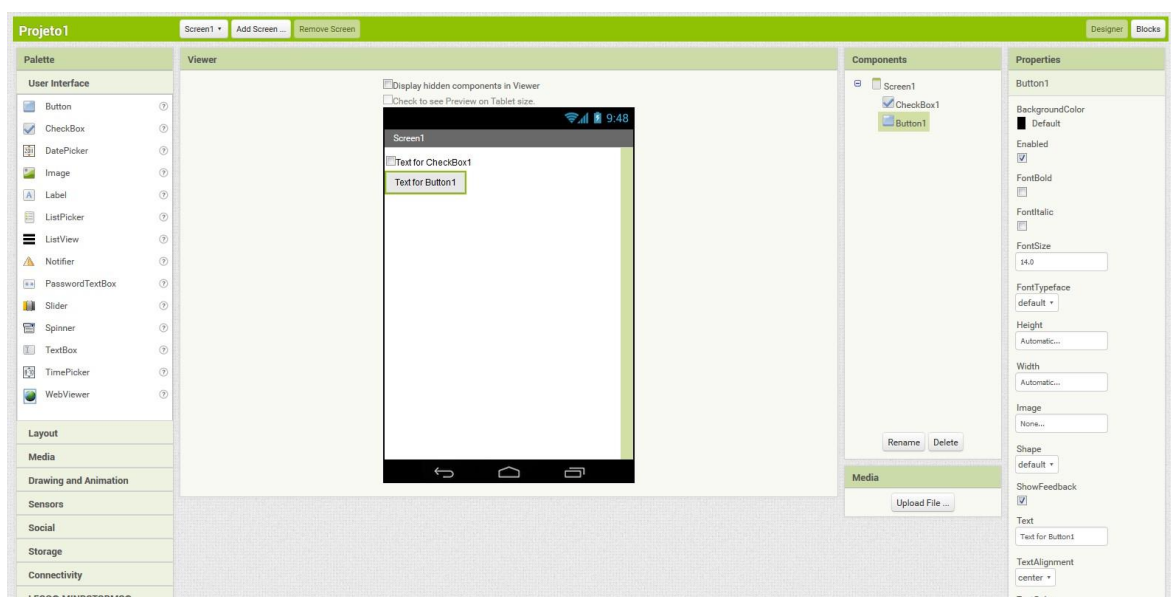 Projeto1
Screen1
Add Screen ...
Remove Screen
Designer
Blocks
Palette
User Interface
Button
CheckBox
DatePicker
Image
Label
ListPicker
ListView
Notifier
PasswordTextBox
Slider
Spinner
TextBox
TimePicker
WebViewer
Layout
Media
Drawing and Animation
Sensors
Social
Storage
Connectivity
Viewer
Display hidden components in Viewer
Check to see Preview on Tablet size.
9:48
Screen1
Text for CheckBox1
Text for Button1
Components
Screen1
CheckBox1
Button1
Rename
Delete
Media
Upload File ...
Properties
Button1
BackgroundColor
Default
Enabled
FontBold
FontItalic
FontSize
14.0
FontTypeface
default
Height
Automatic...
Width
Automatic...
Image
None...
Shape
default
ShowFeedback
Text
Text for Button1
TextAlignment
center